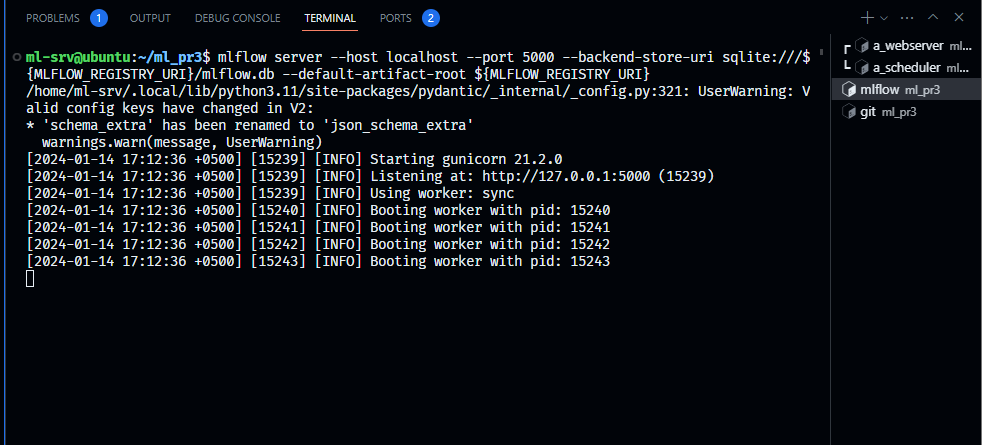 PROBLEMS 1 OUTPUT DEBUG CONSOLE TERMINAL PORTS 2
ml-srv@ubuntu:~/ml_pr3$ mlflow server --host localhost --port 5000 --backend-store-uri sqlite:///$
{MLFLOW_REGISTRY_URI}/mlflow.db --default-artifact-root ${MLFLOW_REGISTRY_URI}
/home/ml-srv/.local/lib/python3.11/site-packages/pydantic/_internal/_config.py:321: UserWarning: V
alid config keys have changed in V2:
* 'schema_extra' has been renamed to 'json_schema_extra'
  warnings.warn(message, UserWarning)
[2024-01-14 17:12:36 +0500] [15239] [INFO] Starting gunicorn 21.2.0
[2024-01-14 17:12:36 +0500] [15239] [INFO] Listening at: http://127.0.0.1:5000 (15239)
[2024-01-14 17:12:36 +0500] [15239] [INFO] Using worker: sync
[2024-01-14 17:12:36 +0500] [15240] [INFO] Booting worker with pid: 15240
[2024-01-14 17:12:36 +0500] [15241] [INFO] Booting worker with pid: 15241
[2024-01-14 17:12:36 +0500] [15242] [INFO] Booting worker with pid: 15242
[2024-01-14 17:12:36 +0500] [15243] [INFO] Booting worker with pid: 15243
a_webserver ml...
a_scheduler ml...
mlflow ml_pr3
git ml_pr3